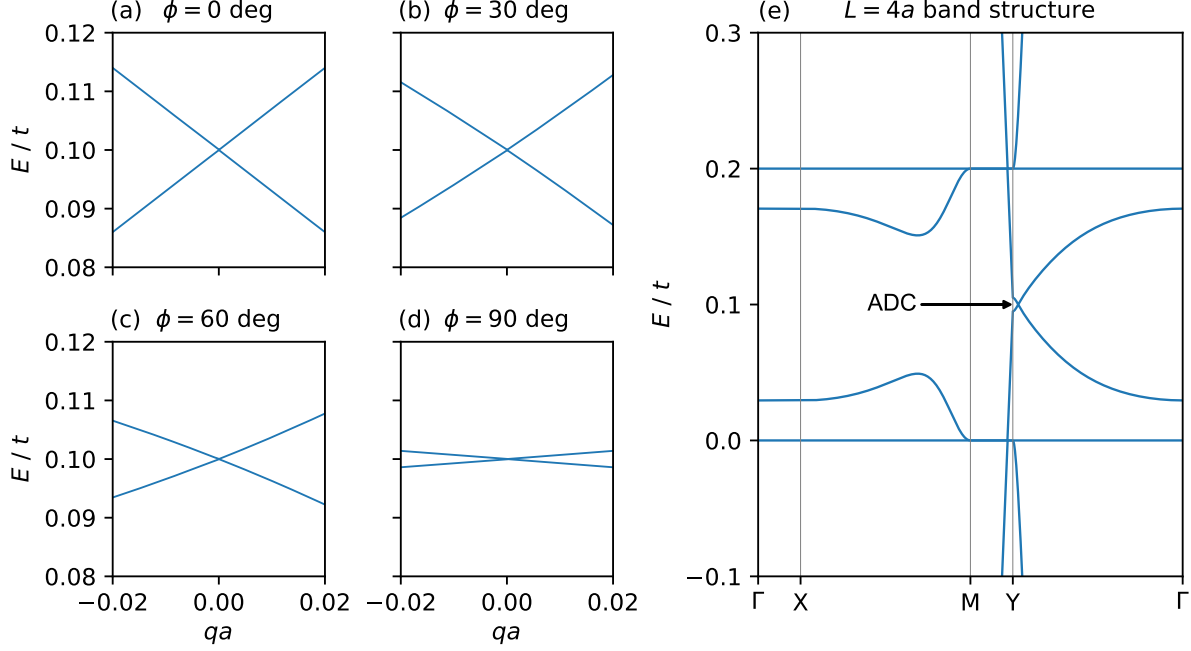 (a) ϕ = 0 deg
(b) ϕ = 30 deg
(e) L = 4a band structure
0.12
0.11
0.10
0.09
0.08
E / t
(c) ϕ = 60 deg
(d) ϕ = 90 deg
0.12
0.11
0.10
0.09
0.08
E / t
−0.02 0.00 0.02
qa
−0.02 0.00 0.02
qa
0.3
0.2
0.1
0.0
−0.1
E / t
ADC
Γ X M Y Γ